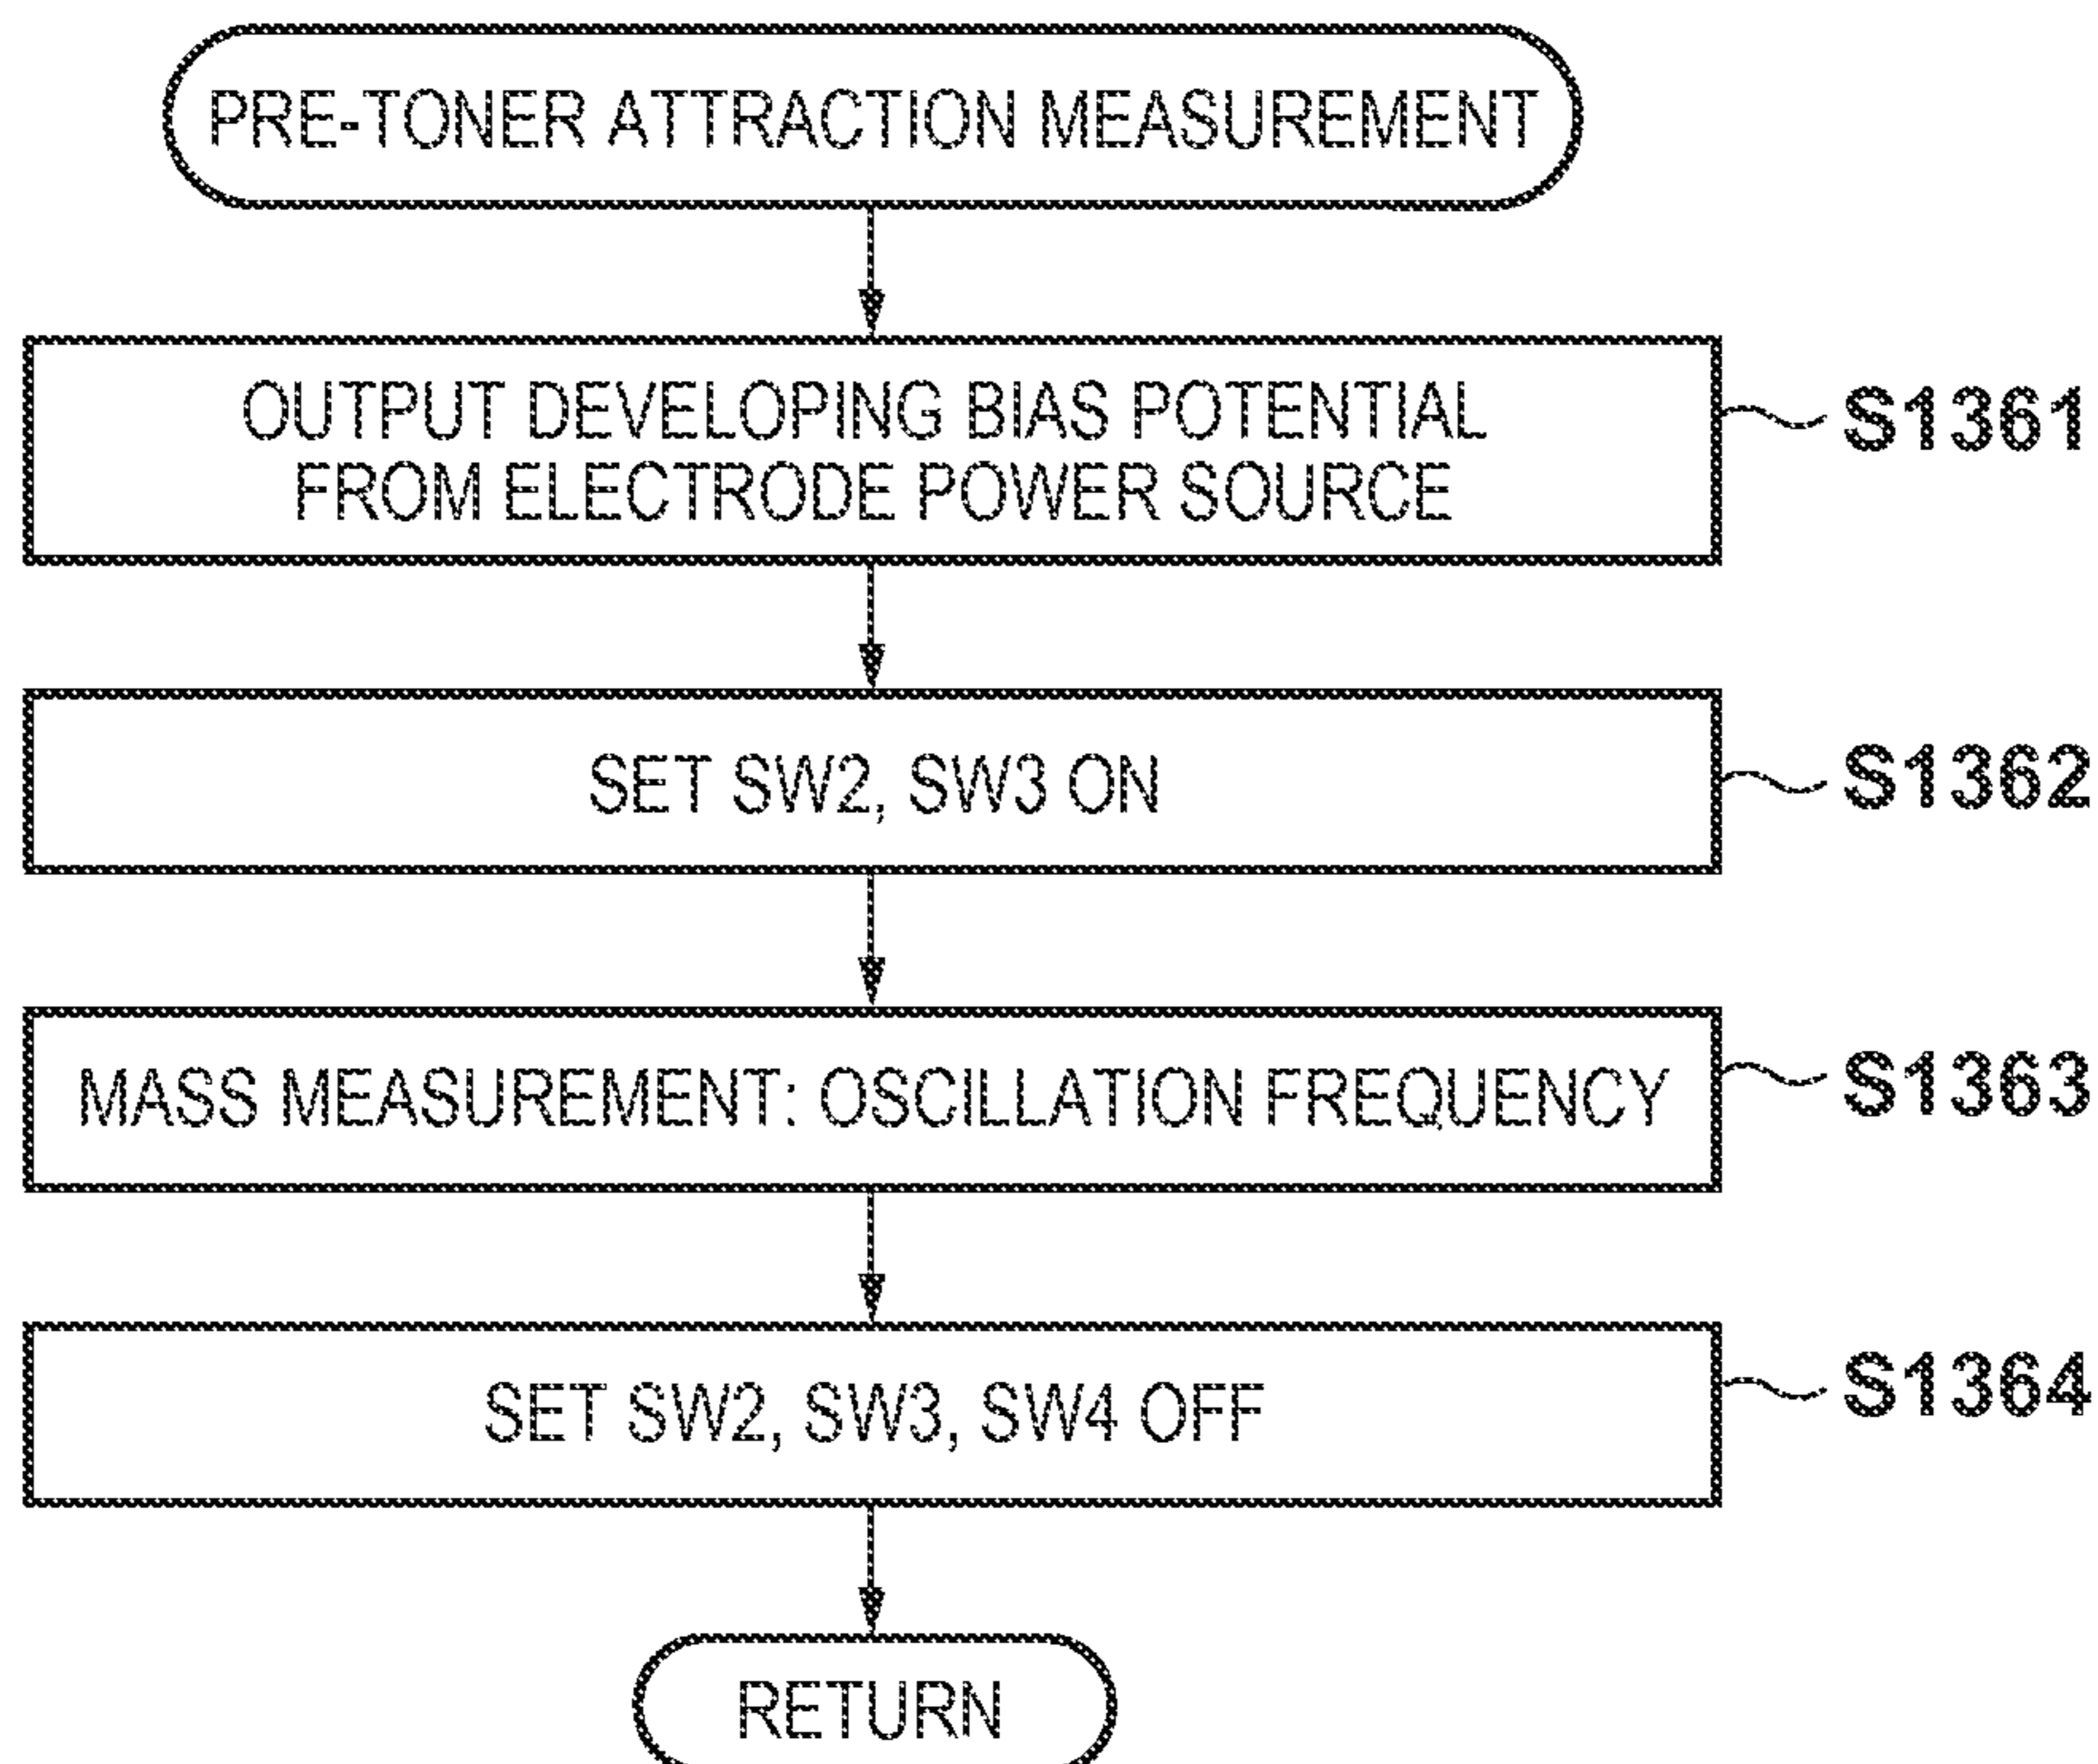 PRE-TONER ATTRACTION MEASUREMENT
OUTPUT DEVELOPING BIAS POTENTIAL
FROM ELECTRODE POWER SOURCE
S1361
SET SW2, SW3 ON
S1362
MASS MEASUREMENT: OSCILLATION FREQUENCY
S1363
SET SW2, SW3, SW4 OFF
S1364
RETURN